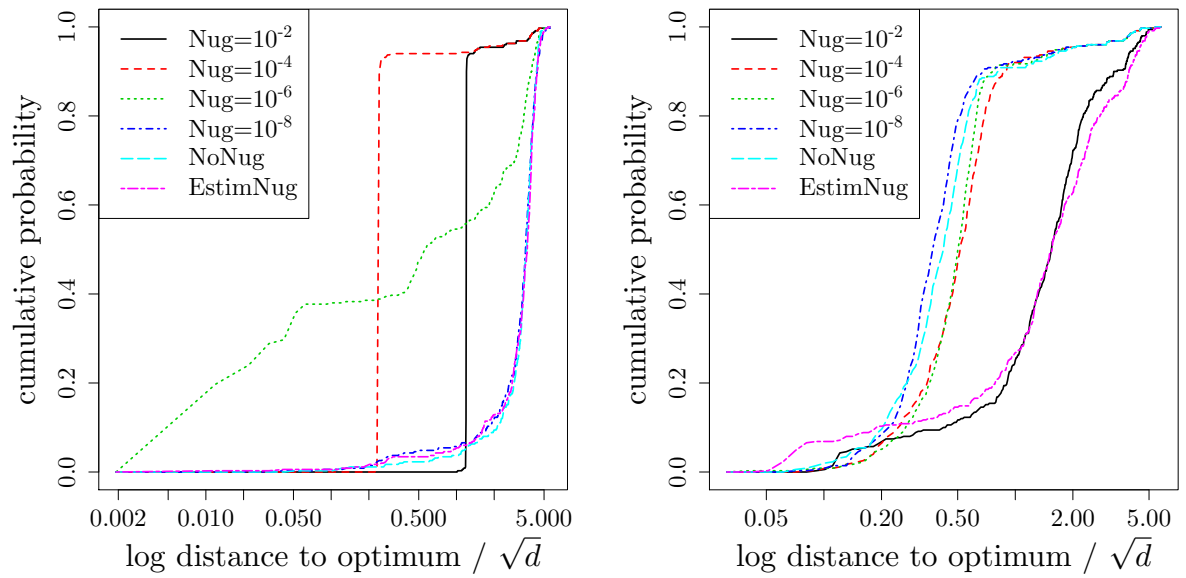 cumulative probability
1.0
0.8
0.6
0.4
0.2
0.0
Nug=10-2
Nug=10-4
Nug=10-6
Nug=10-8
NoNug
EstimNug
0.002 0.010 0.050 0.500 5.000
log distance to optimum / √d
cumulative probability
1.0
0.8
0.6
0.4
0.2
0.0
Nug=10-2
Nug=10-4
Nug=10-6
Nug=10-8
NoNug
EstimNug
0.05 0.20 0.50 2.00 5.00
log distance to optimum / √d